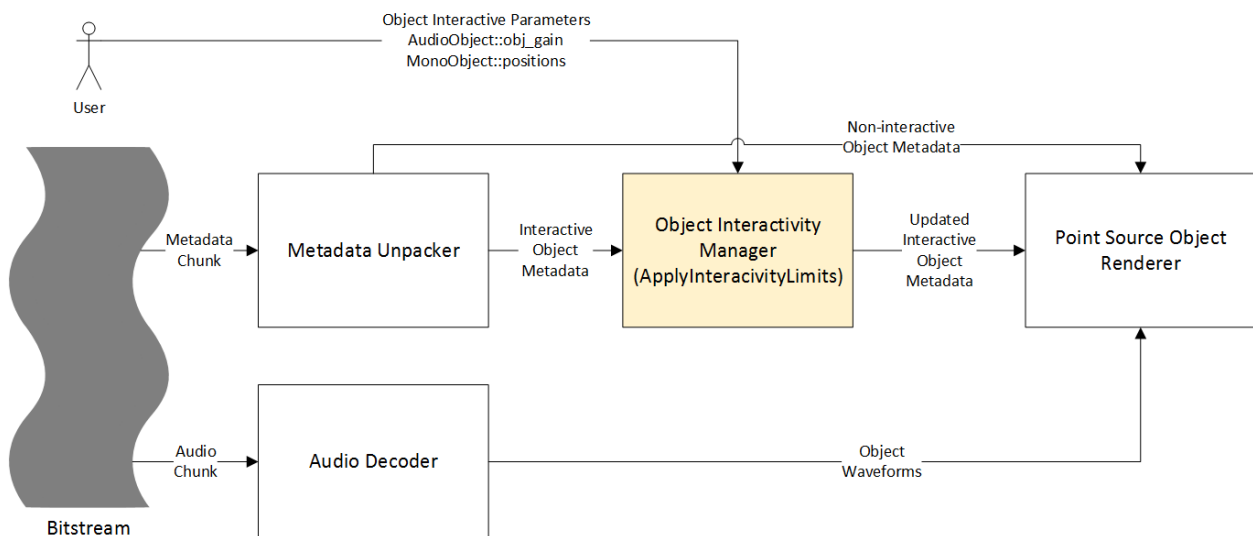 Object Interactive Parameters
AudioObject::obj_gain
MonoObject::positions
User
Non-interactive
Object Metadata
Metadata
Chunk
Metadata Unpacker
Interactive
Object
Metadata
Object Interactivity
Manager
(ApplyInteracivityLimits)
Updated
Interactive
Object
Metadata
Point Source Object
Renderer
Audio
Chunk
Audio Decoder
Object
Waveforms
Bitstream